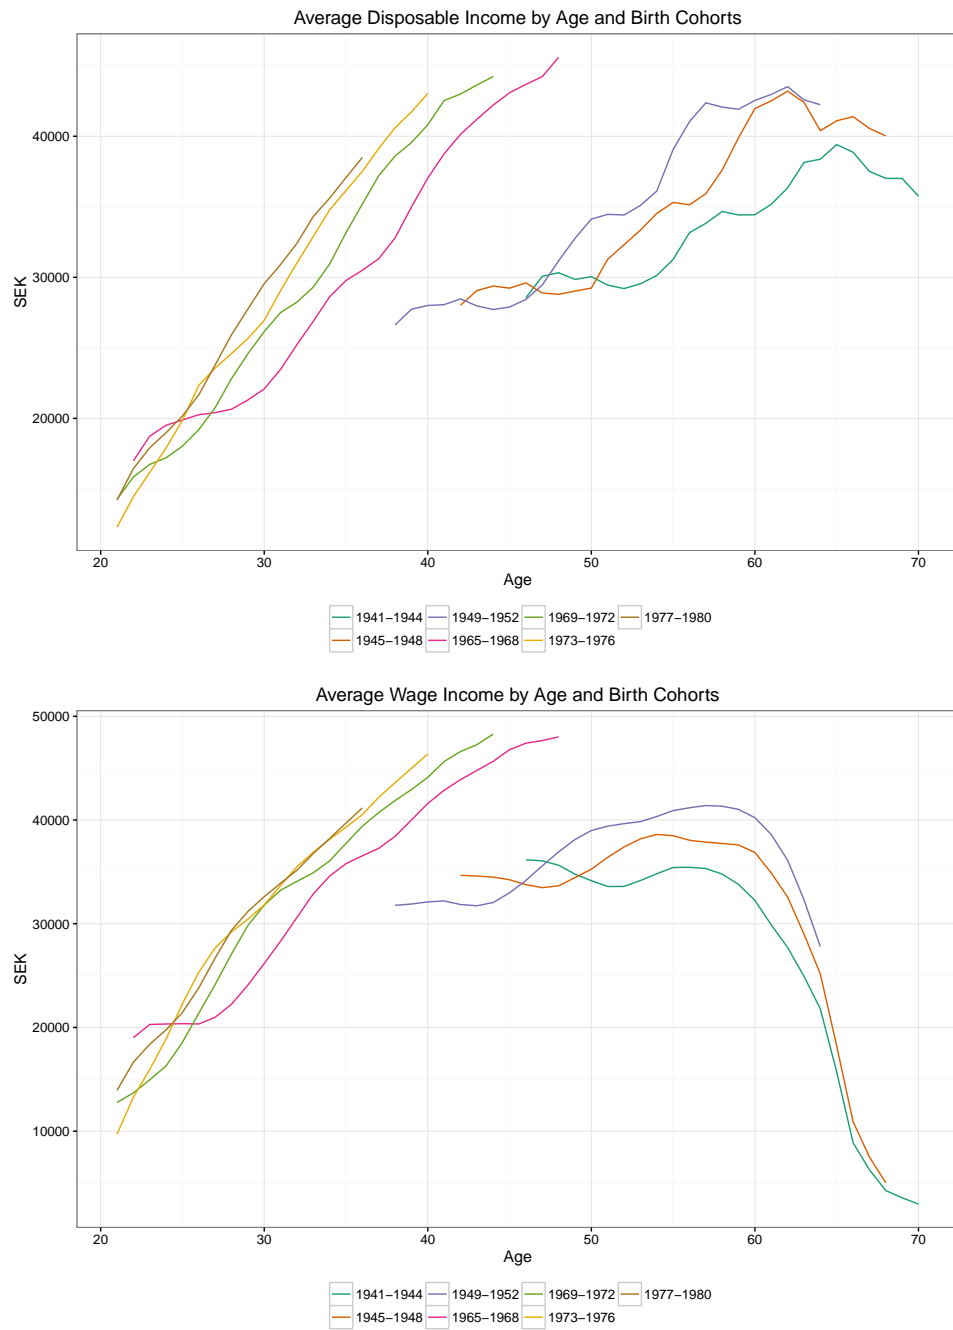 Average Disposable Income by Age and Birth Cohorts
40000
30000
20000
SEK
20 30 40 50 60 70
Age
1941−1944 1949−1952 1969−1972 1977−1980
1945−1948 1965−1968 1973−1976
Average Wage Income by Age and Birth Cohorts
50000
40000
30000
20000
10000
SEK
20 30 40 50 60 70
Age
1941−1944 1949−1952 1969−1972 1977−1980
1945−1948 1965−1968 1973−1976